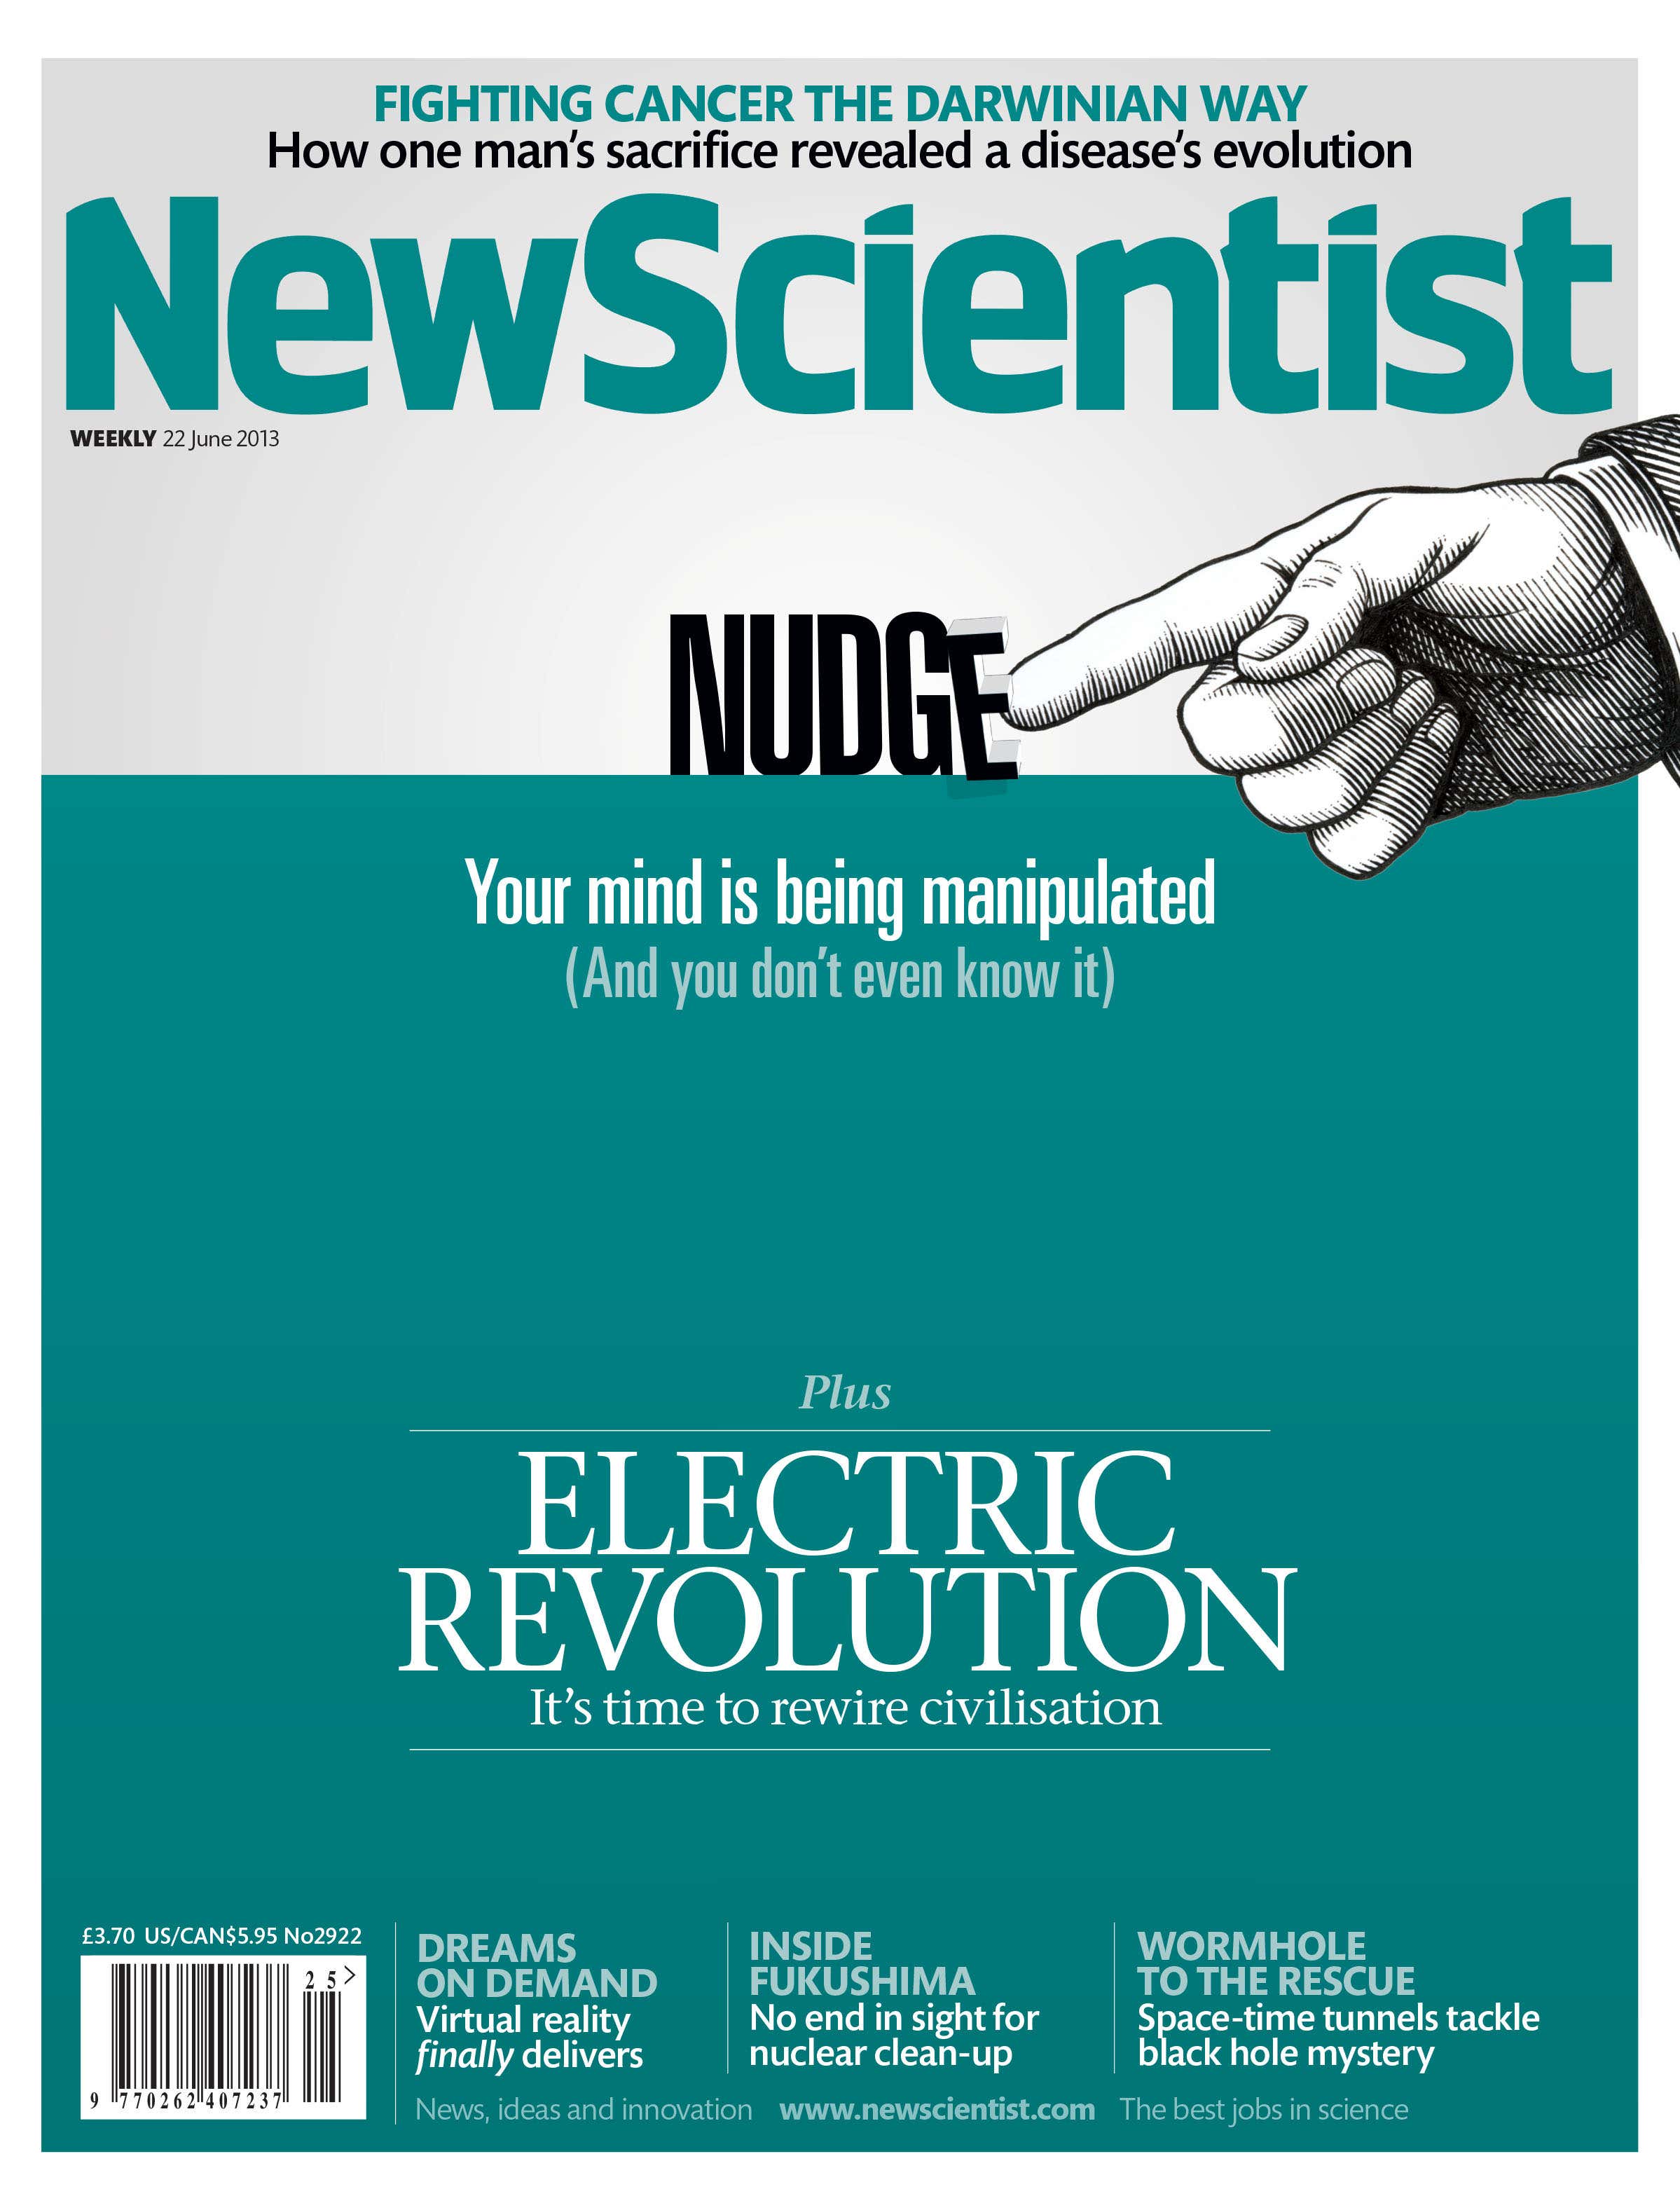 FIGHTING CANCER THE DARWINIAN WAY
How one man's sacrifice revealed a disease's evolution
NewScientist
WEEKLY 22 June 2013
NUDGE
Your mind is being manipulated
(And you don't even know it)
Plus
ELECTRIC
REVOLUTION
It's time to rewire civilisation
£3.70 US/CAN$5.95 No2922
25>
9 770262 407237
DREAMS
ON DEMAND
Virtual reality
finally delivers
INSIDE
FUKUSHIMA
No end in sight for
nuclear clean-up
WORMHOLE
TO THE RESCUE
Space-time tunnels tackle
black hole mystery
News, ideas and innovation www.newscientist.com The best jobs in science